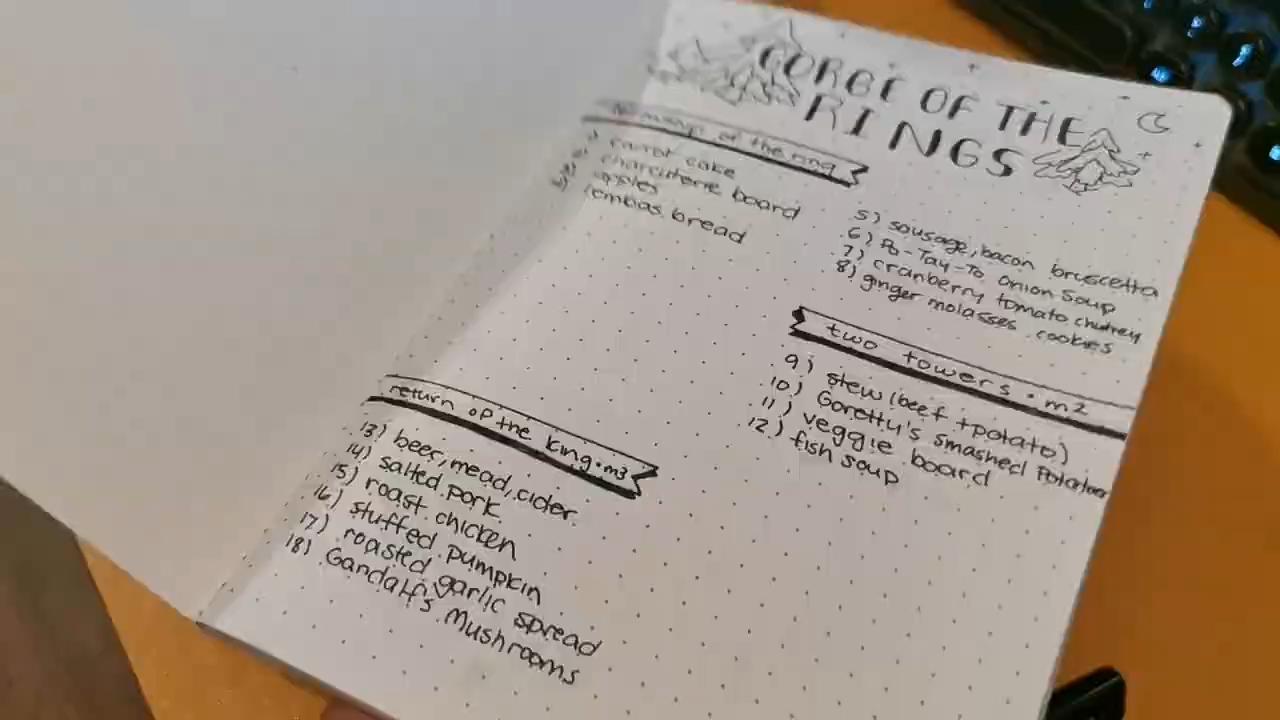 GORGE OF THE
RINGS
of the ring
carrot cake
charcuterie board
apples
lembas bread
5) sousage, bacon bruscetta
6) Po-Tay-To onion soup
7) cranberry tomato chutney
8) ginger molasses cookies
two towers • m2
9) stew (beef + potato)
10) Goretty's smashed Potatoes
11) veggie board
12) fish soup
return of the king • m3
13) beer, mead, cider
14) salted pork
15) roast chicken
16) stuffed pumpkin
17) roasted garlic spread
18) Gandalf's Mushrooms